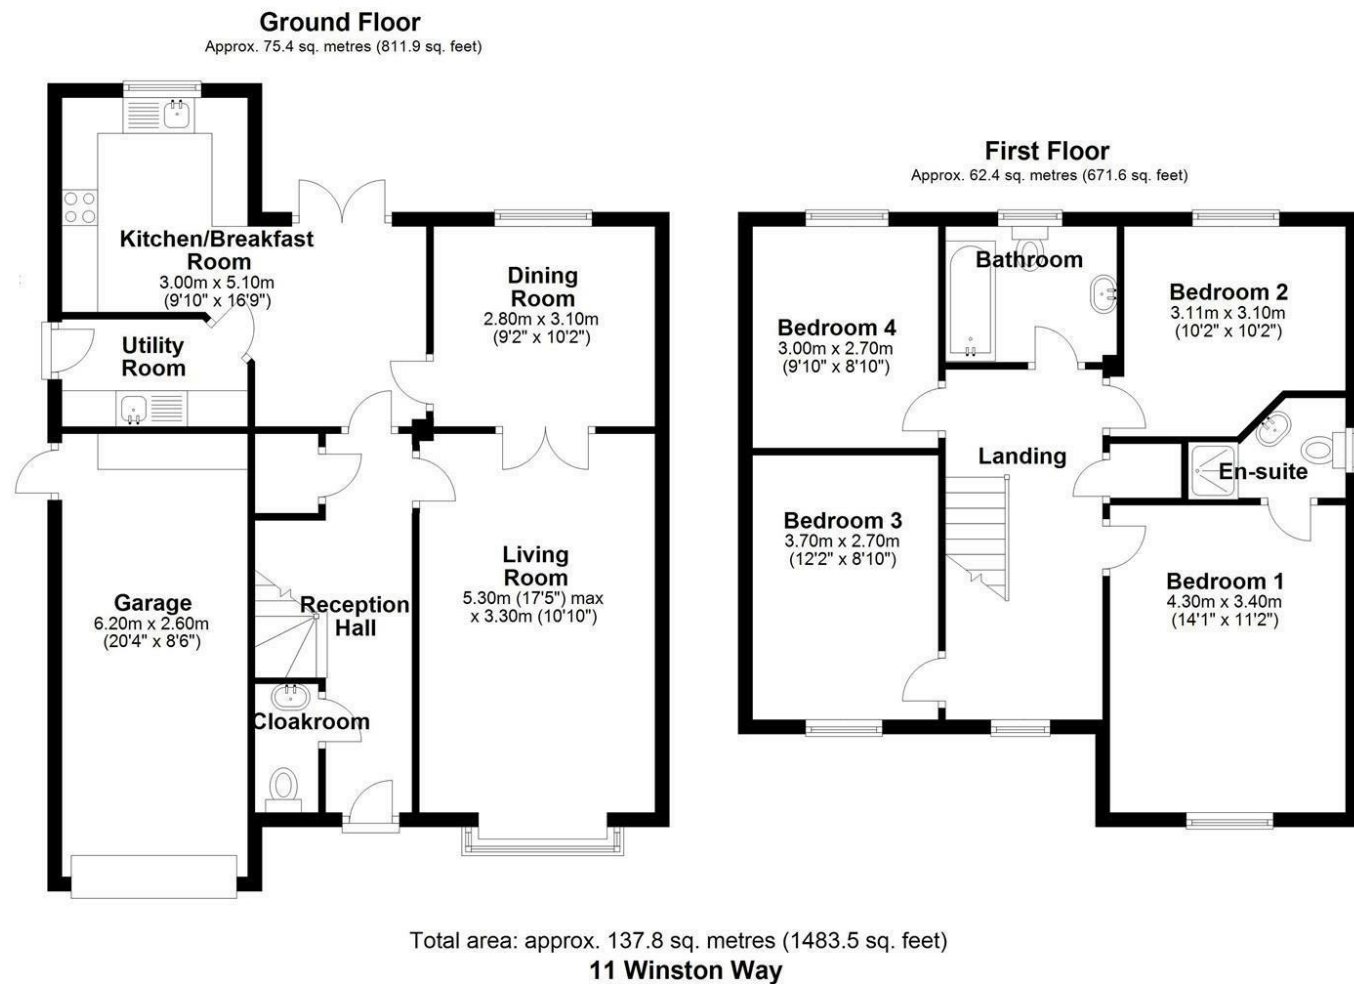 Ground Floor
Approx. 75.4 sq. metres (811.9 sq. feet)
Kitchen/Breakfast
Room
3.00m x 5.10m
(9'10" x 16'9")
Dining
Room
2.80m x 3.10m
(9'2" x 10'2")
Utility
Room
Garage
6.20m x 2.60m
(20'4" x 8'6")
Reception
Hall
Living
Room
5.30m (17'5") max
x 3.30m (10'10")
Cloakroom
First Floor
Approx. 62.4 sq. metres (671.6 sq. feet)
Bathroom
Bedroom 4
3.00m x 2.70m
(9'10" x 8'10")
Bedroom 2
3.11m x 3.10m
(10'2" x 10'2")
Landing
En-suite
Bedroom 3
3.70m x 2.70m
(12'2" x 8'10")
Bedroom 1
4.30m x 3.40m
(14'1" x 11'2")
Total area: approx. 137.8 sq. metres (1483.5 sq. feet)
11 Winston Way